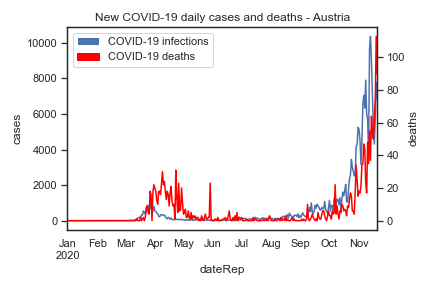 New COVID-19 daily cases and deaths - Austria
COVID-19 infections
COVID-19 deaths
10000
8000
6000
4000
2000
0
cases
100
80
60
40
20
0
deaths
Jan Feb Mar Apr May Jun Jul Aug Sep Oct Nov
2020
dateRep